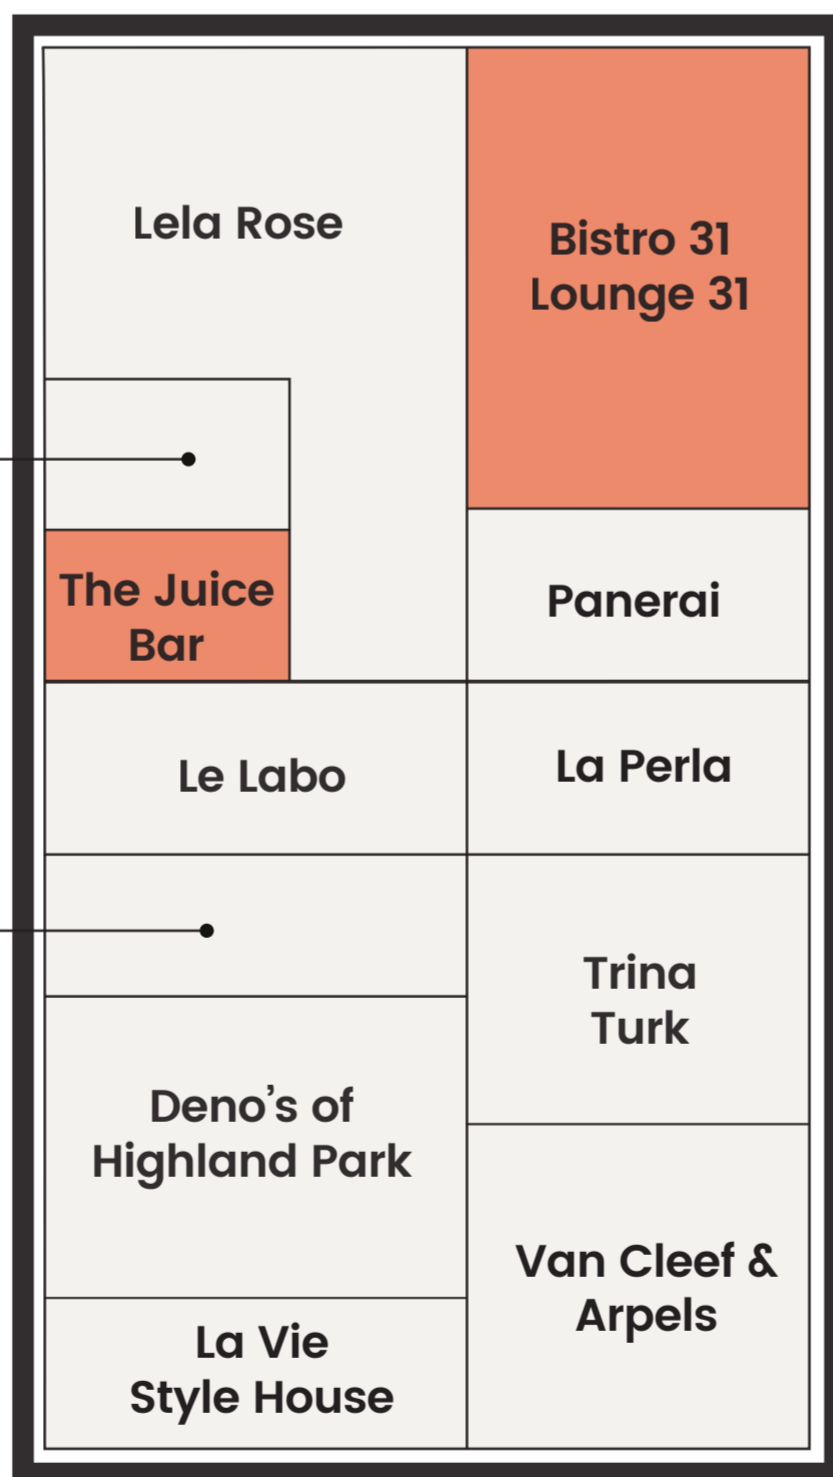 Lela Rose
Bistro 31
Lounge 31
The Juice
Bar
Panerai
Le Labo
La Perla
Trina
Turk
Deno’s of
Highland Park
Van Cleef &
Arpels
La Vie
Style House